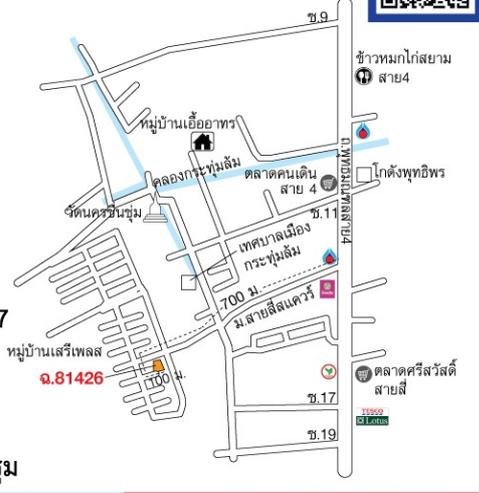 ซ.9
ข้าวหมกไก่สยาม
สาย4
หมู่บ้านเอื้ออาทร
ถ.พุทธมณฑลสาย4
คลองกระทุ่มล้ม
ตลาดคนเดิน
สาย 4
โกดังพุทธิพร
วัดนครชื่นชุ่ม
ซ.11
เทศบาลเมือง
กระทุ่มล้ม
700 ม.
ม.สายสี่สแควร์
7
หมู่บ้านเสรีเพลส
ฉ.81426
100 ม.
ตลาดศรีสวัสดิ์
สายสี่
ซ.17
TESCO
Lotus
ซ.19